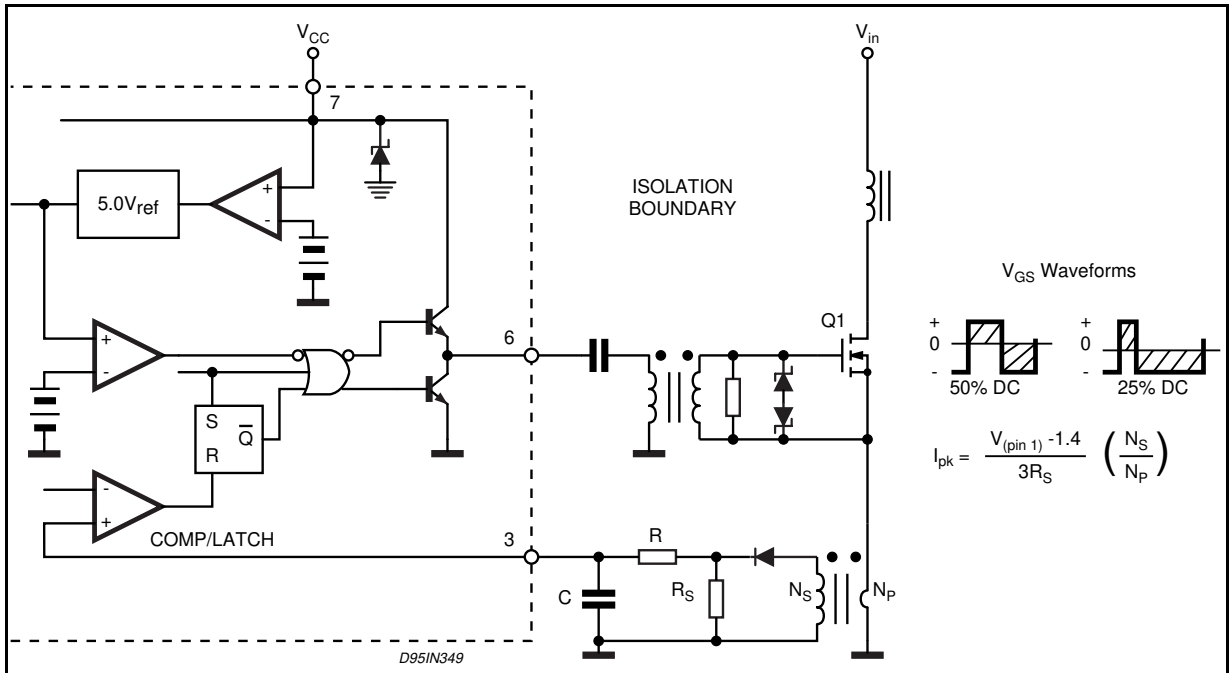 V_CC
V_in
7
ISOLATION
BOUNDARY
5.0V_ref
+
-
V_GS Waveforms
Q1
+
0
-
50% DC
+
0
-
25% DC
6
+
-
S
R
Q̅
I_pk = V_(pin 1) -1.4 / 3R_S (N_S / N_P)
-
+
COMP/LATCH
3
R
C
R_S
N_S
N_P
D95IN349